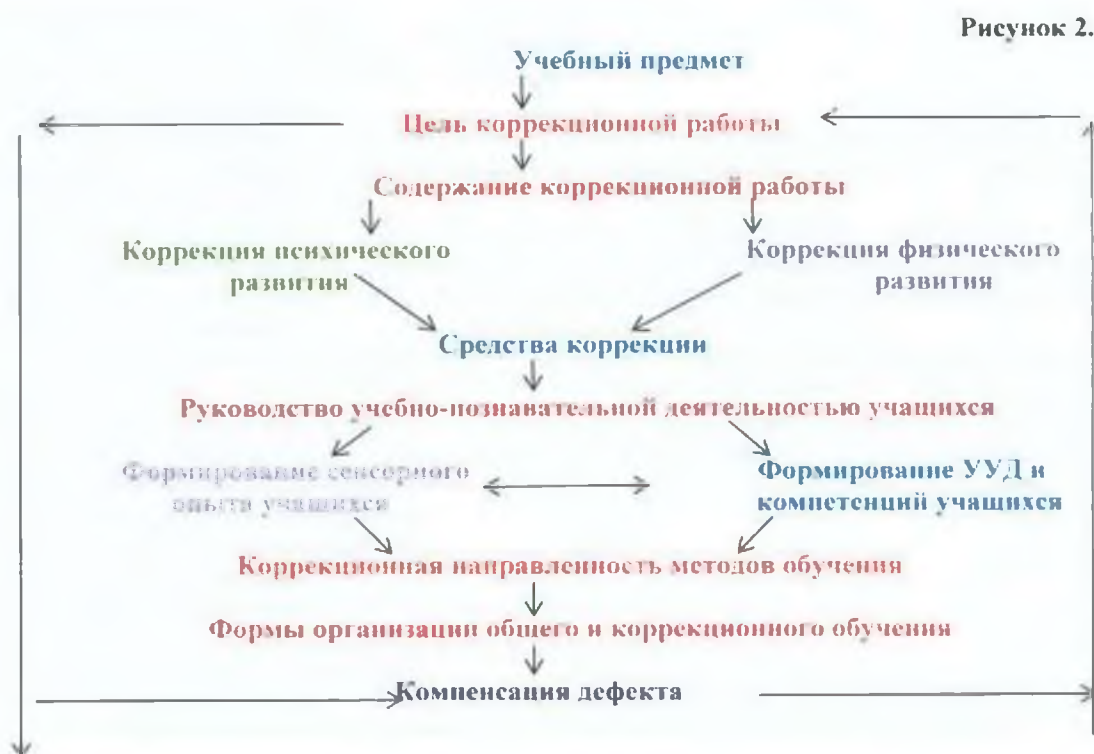 Рисунок 2.
Учебный предмет
Цель коррекционной работы
Содержание коррекционной работы
Коррекция психического
развития
Коррекция физического
развития
Средства коррекции
Руководство учебно-познавательной деятельностью учащихся
Формирование сенсорного
опыта учащихся
Формирование УУД и
компетенций учащихся
Коррекционная направленность методов обучения
Формы организации общего и коррекционного обучения
Компенсация дефекта